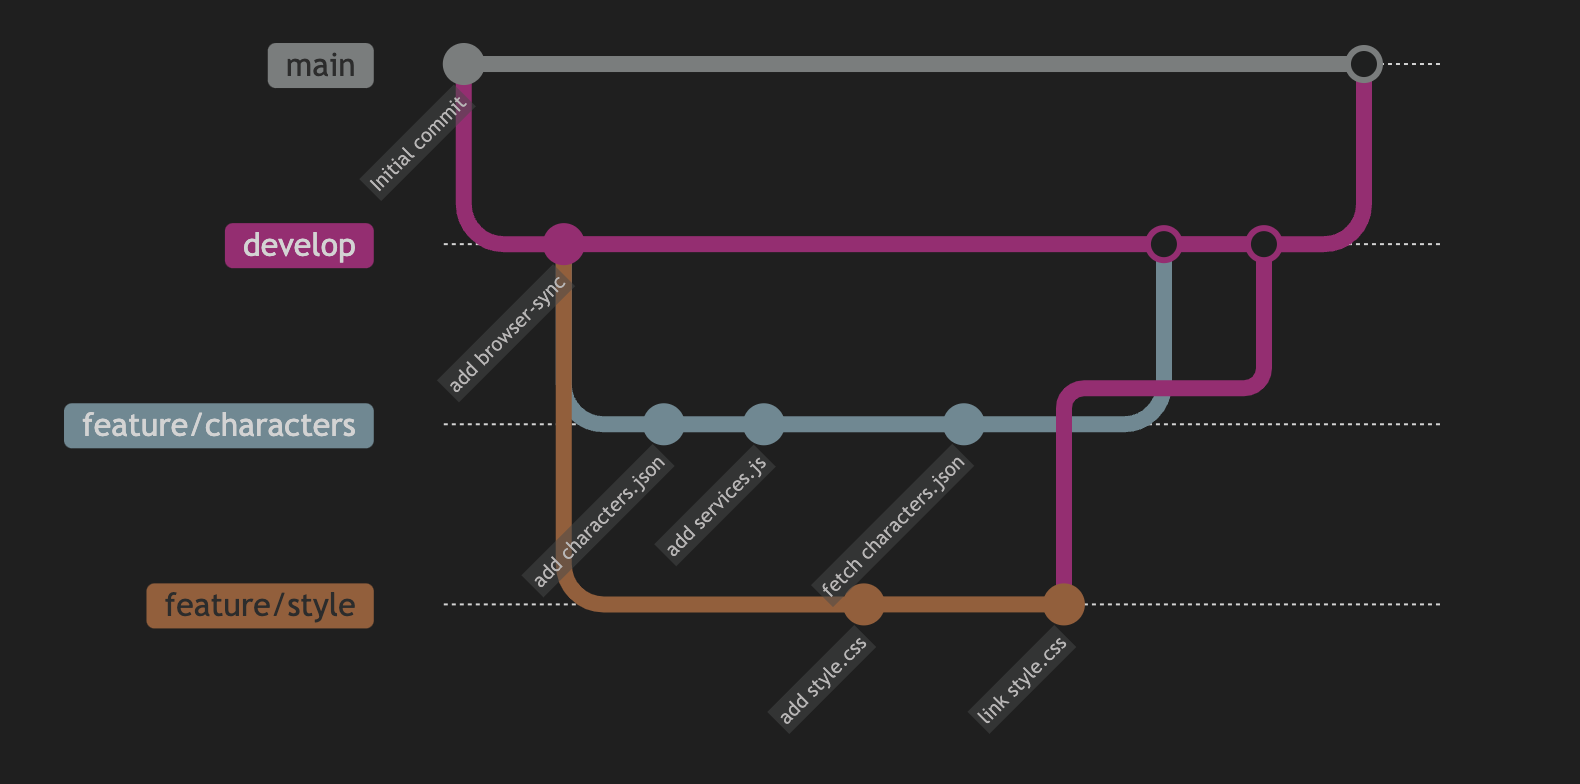 main
Initial commit
develop
add browser-sync
feature/characters
add characters.json
add services.js
fetch characters.json
feature/style
add style.css
link style.css